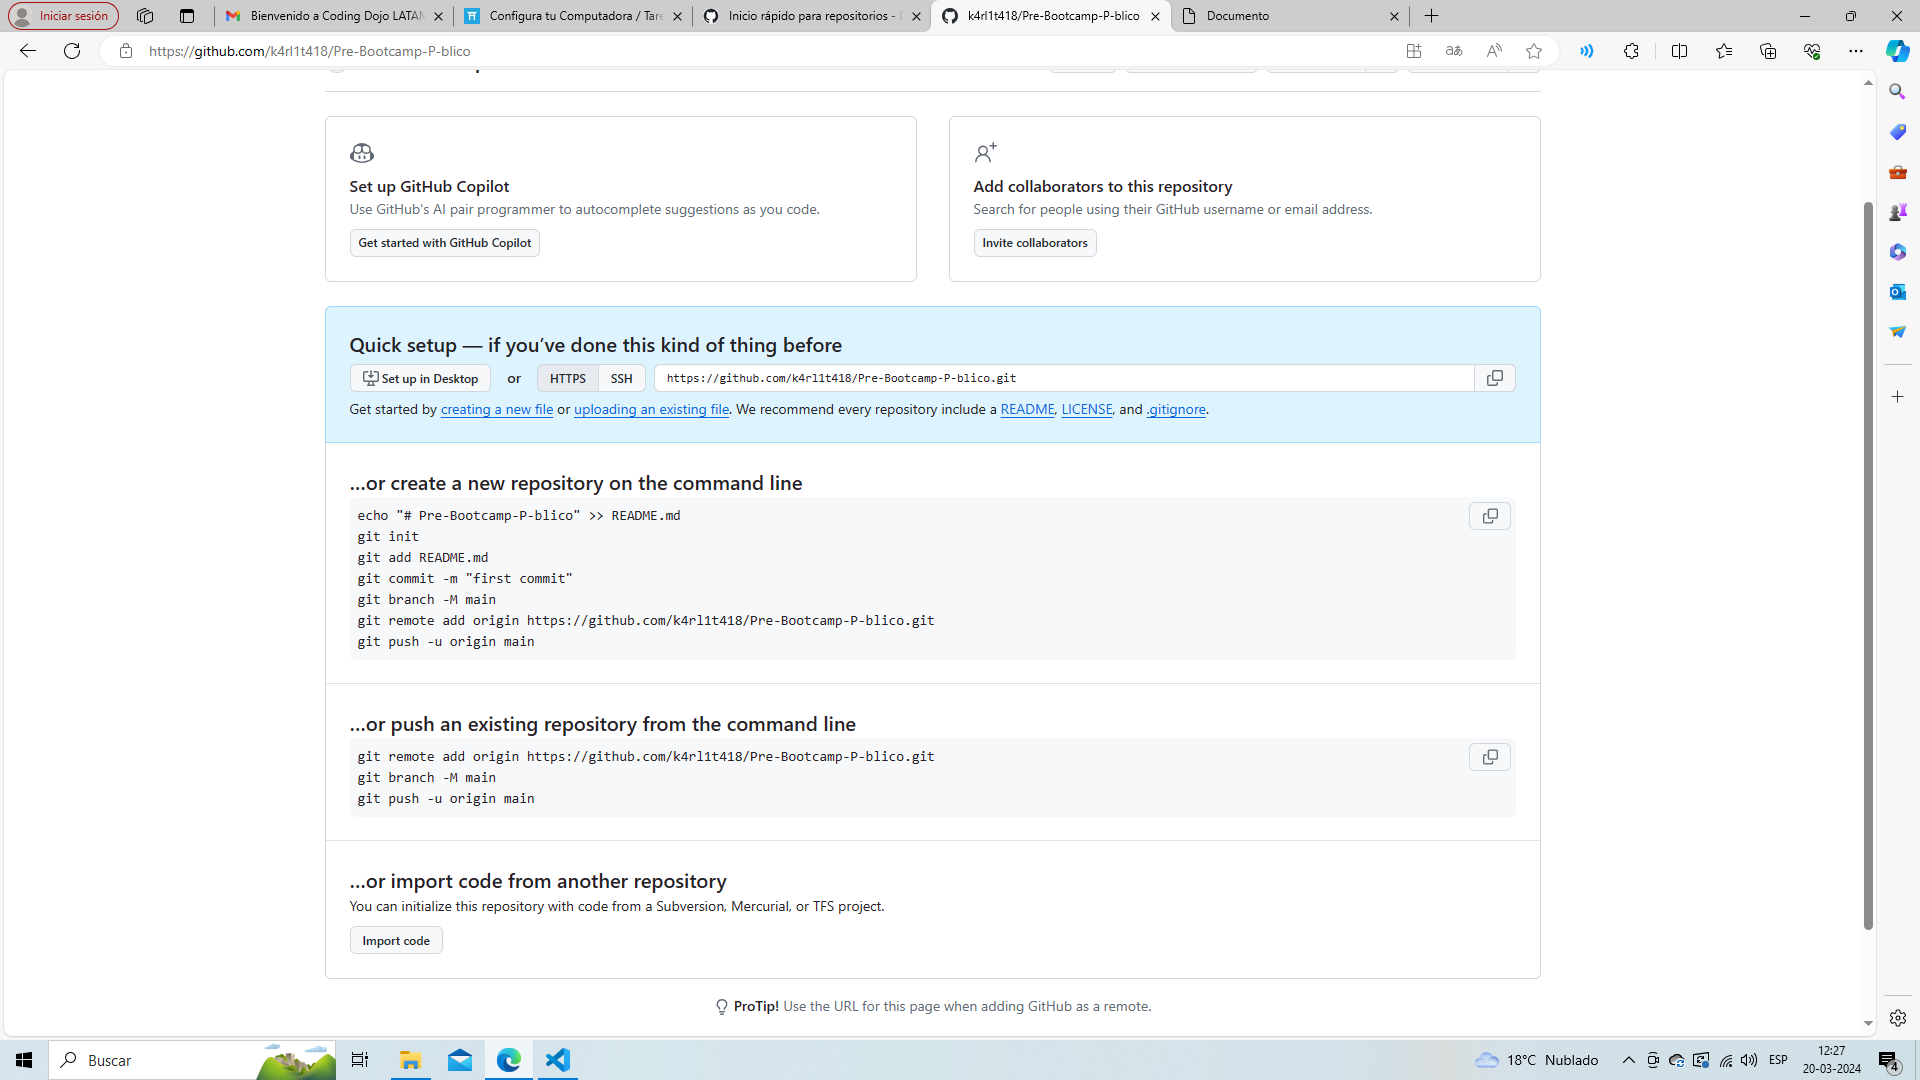 Iniciar sesión
Bienvenido a Coding Dojo LATAM
Configura tu Computadora / Tare
Inicio rápido para repositorios -
k4rl1t418/Pre-Bootcamp-P-blico
Documento
https://github.com/k4rl1t418/Pre-Bootcamp-P-blico
Set up GitHub Copilot
Use GitHub's AI pair programmer to autocomplete suggestions as you code.
Get started with GitHub Copilot
Add collaborators to this repository
Search for people using their GitHub username or email address.
Invite collaborators
Quick setup — if you’ve done this kind of thing before
Set up in Desktop or HTTPS SSH https://github.com/k4rl1t418/Pre-Bootcamp-P-blico.git
Get started by creating a new file or uploading an existing file. We recommend every repository include a README, LICENSE, and .gitignore.
…or create a new repository on the command line
echo "# Pre-Bootcamp-P-blico" >> README.md
git init
git add README.md
git commit -m "first commit"
git branch -M main
git remote add origin https://github.com/k4rl1t418/Pre-Bootcamp-P-blico.git
git push -u origin main
…or push an existing repository from the command line
git remote add origin https://github.com/k4rl1t418/Pre-Bootcamp-P-blico.git
git branch -M main
git push -u origin main
…or import code from another repository
You can initialize this repository with code from a Subversion, Mercurial, or TFS project.
Import code
ProTip! Use the URL for this page when adding GitHub as a remote.
Buscar
18°C Nublado
ESP
12:27
20-03-2024
4